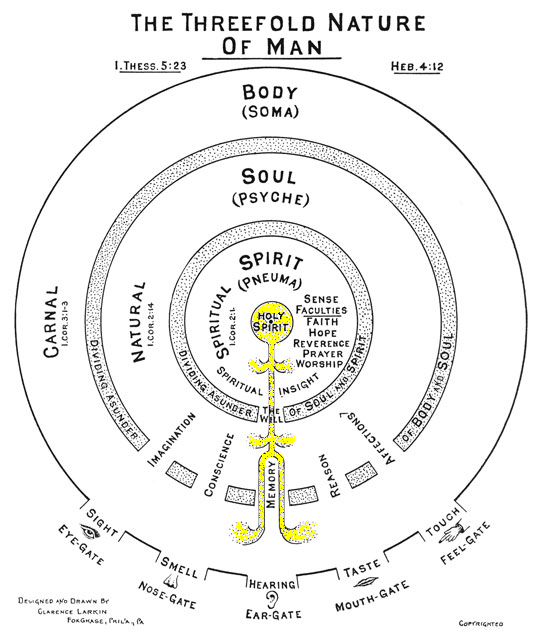 THE THREEFOLD NATURE
OF MAN
I. THESS. 5:23
HEB. 4:12
BODY
(SOMA)
SOUL
(PSYCHE)
SPIRIT
(PNEUMA)
CARNAL
I. COR. 3:1-3
NATURAL
I. COR. 2:14
SPIRITUAL
I. COR. 2:1.
HOLY
SPIRIT
SENSE
FACULTIES
FAITH
HOPE
REVERENCE
PRAYER
WORSHIP
SPIRITUAL INSIGHT
DIVIDING ASUNDER
THE
WILL
OF SOUL AND SPIRIT
DIVIDING ASUNDER
OF BODY AND SOUL
IMAGINATION
CONSCIENCE
MEMORY
REASON
AFFECTIONS
SIGHT
EYE-GATE
SMELL
NOSE-GATE
HEARING
EAR-GATE
TASTE
MOUTH-GATE
TOUCH
FEEL-GATE
DESIGNED AND DRAWN BY
CLARENCE LARKIN
FOXCHASE, PHIL'A., PA
COPYRIGHTED